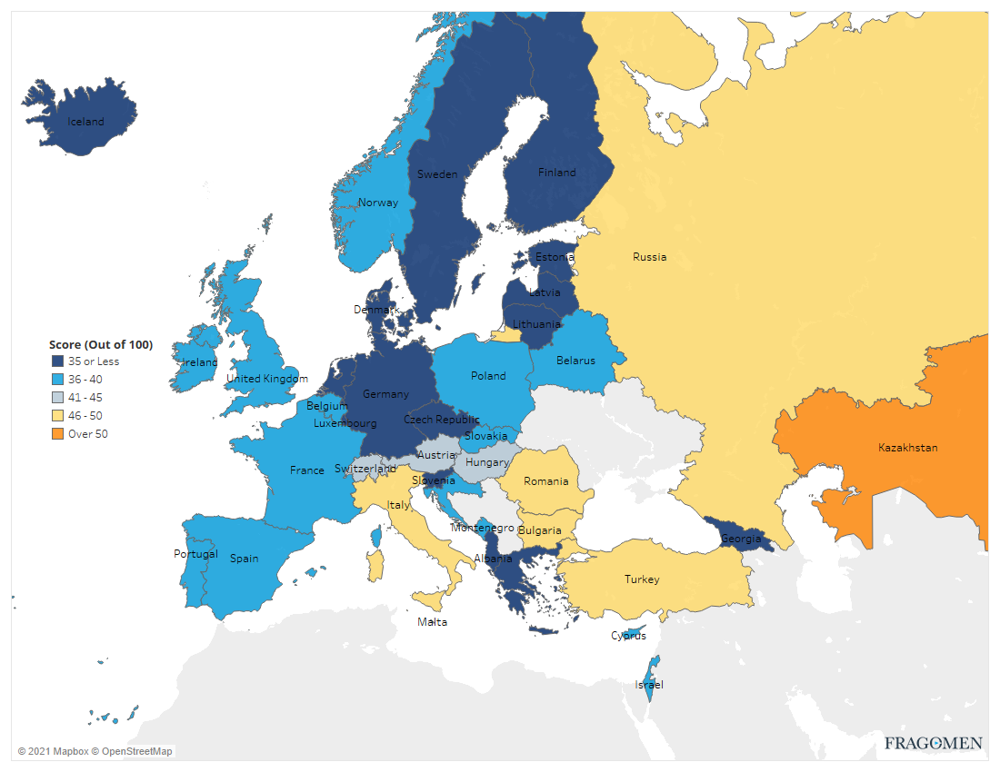 Iceland
Sweden
Finland
Norway
Estonia
Russia
Latvia
Denmark
Lithuania
Score (Out of 100)
35 or Less
36 - 40
41 - 45
46 - 50
Over 50
Ireland
United Kingdom
Belarus
Poland
Germany
Belgium
Luxembourg
Czech Republic
Slovakia
Kazakhstan
Austria
Hungary
France
Switzerland
Slovenia
Romania
Italy
Montenegro
Bulgaria
Georgia
Portugal
Spain
Albania
Turkey
Malta
Cyprus
Israel
FRAGOMEN
© 2021 Mapbox © OpenStreetMap